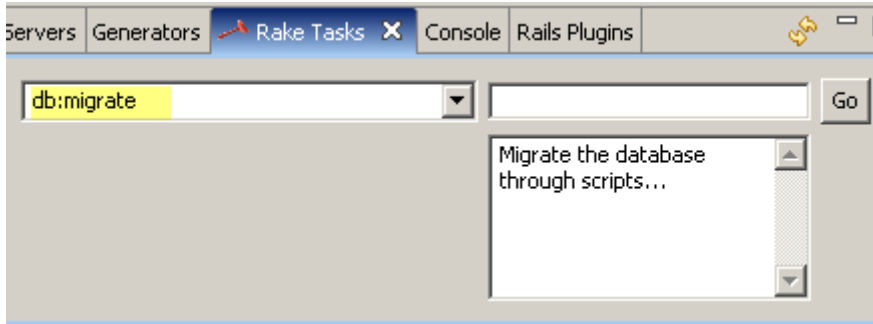 Servers Generators Rake Tasks Console Rails Plugins
db:migrate Go
Migrate the database
through scripts...